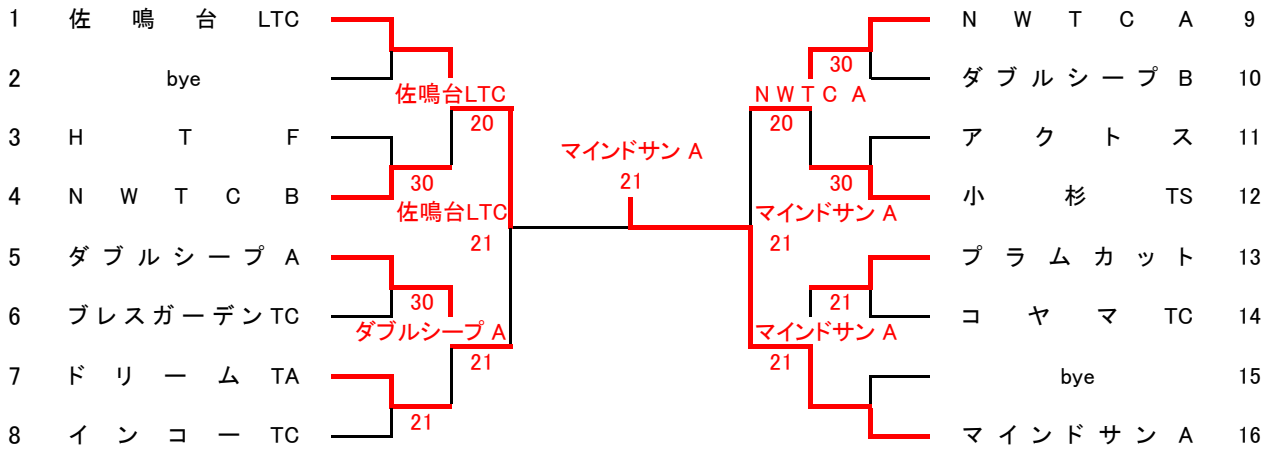 1 佐鳴台 LTC
NWTC A 9
2 bye
30
ダブルシープ B 10
佐鳴台LTC
NWTC A
20
20
3 HTF
マインドサン A
アクトス 11
30
21
30
4 NWTC B
小杉 TS 12
佐鳴台LTC
マインドサン A
21
21
5 ダブルシープ A
プラムカット 13
30
21
6 ブレスガーデン TC
コヤマ TC 14
ダブルシープ A
マインドサン A
21
21
7 ドリーム TA
bye 15
21
8 インコー TC
マインドサン A 16